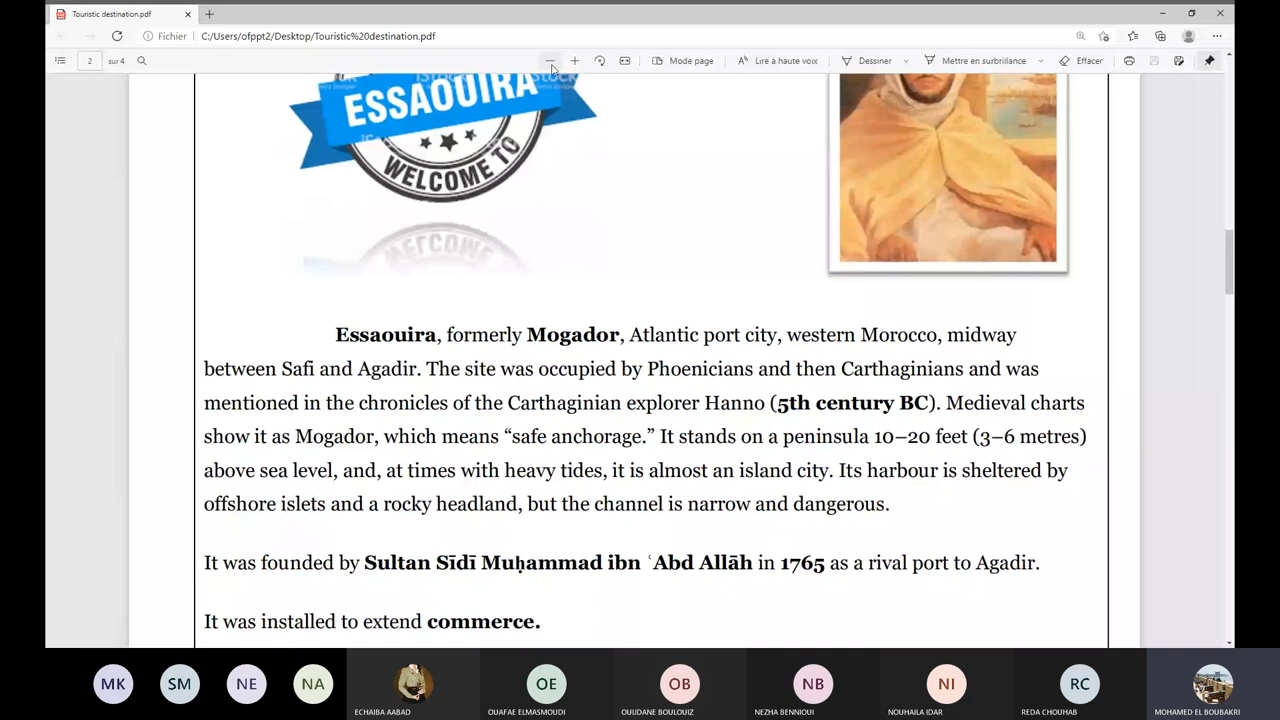 Touristic destination.pdf
Fichier
C:/Users/ofppt2/Desktop/Touristic%20destination.pdf
2 sur 4
Mode page
Lire à haute voix
Dessiner
Mettre en surbrillance
Effacer
iStock
ESSAOUIRA
WELCOME TO
WELCOME
Essaouira, formerly Mogador, Atlantic port city, western Morocco, midway
between Safi and Agadir. The site was occupied by Phoenicians and then Carthaginians and was
mentioned in the chronicles of the Carthaginian explorer Hanno (5th century BC). Medieval charts
show it as Mogador, which means “safe anchorage.” It stands on a peninsula 10–20 feet (3–6 metres)
above sea level, and, at times with heavy tides, it is almost an island city. Its harbour is sheltered by
offshore islets and a rocky headland, but the channel is narrow and dangerous.
It was founded by Sultan Sīdī Muḥammad ibn ʿAbd Allāh in 1765 as a rival port to Agadir.
It was installed to extend commerce.
MK
SM
NE
NA
OE
OB
NB
NI
RC
ECHAIBA AABAD
OUAFAE ELMASMOUDI
OUIJDANE BOULOUIZ
NEZHA BENNIOUI
NOUHAILA IDAR
REDA CHOUHAB
MOHAMED EL BOUBAKRI